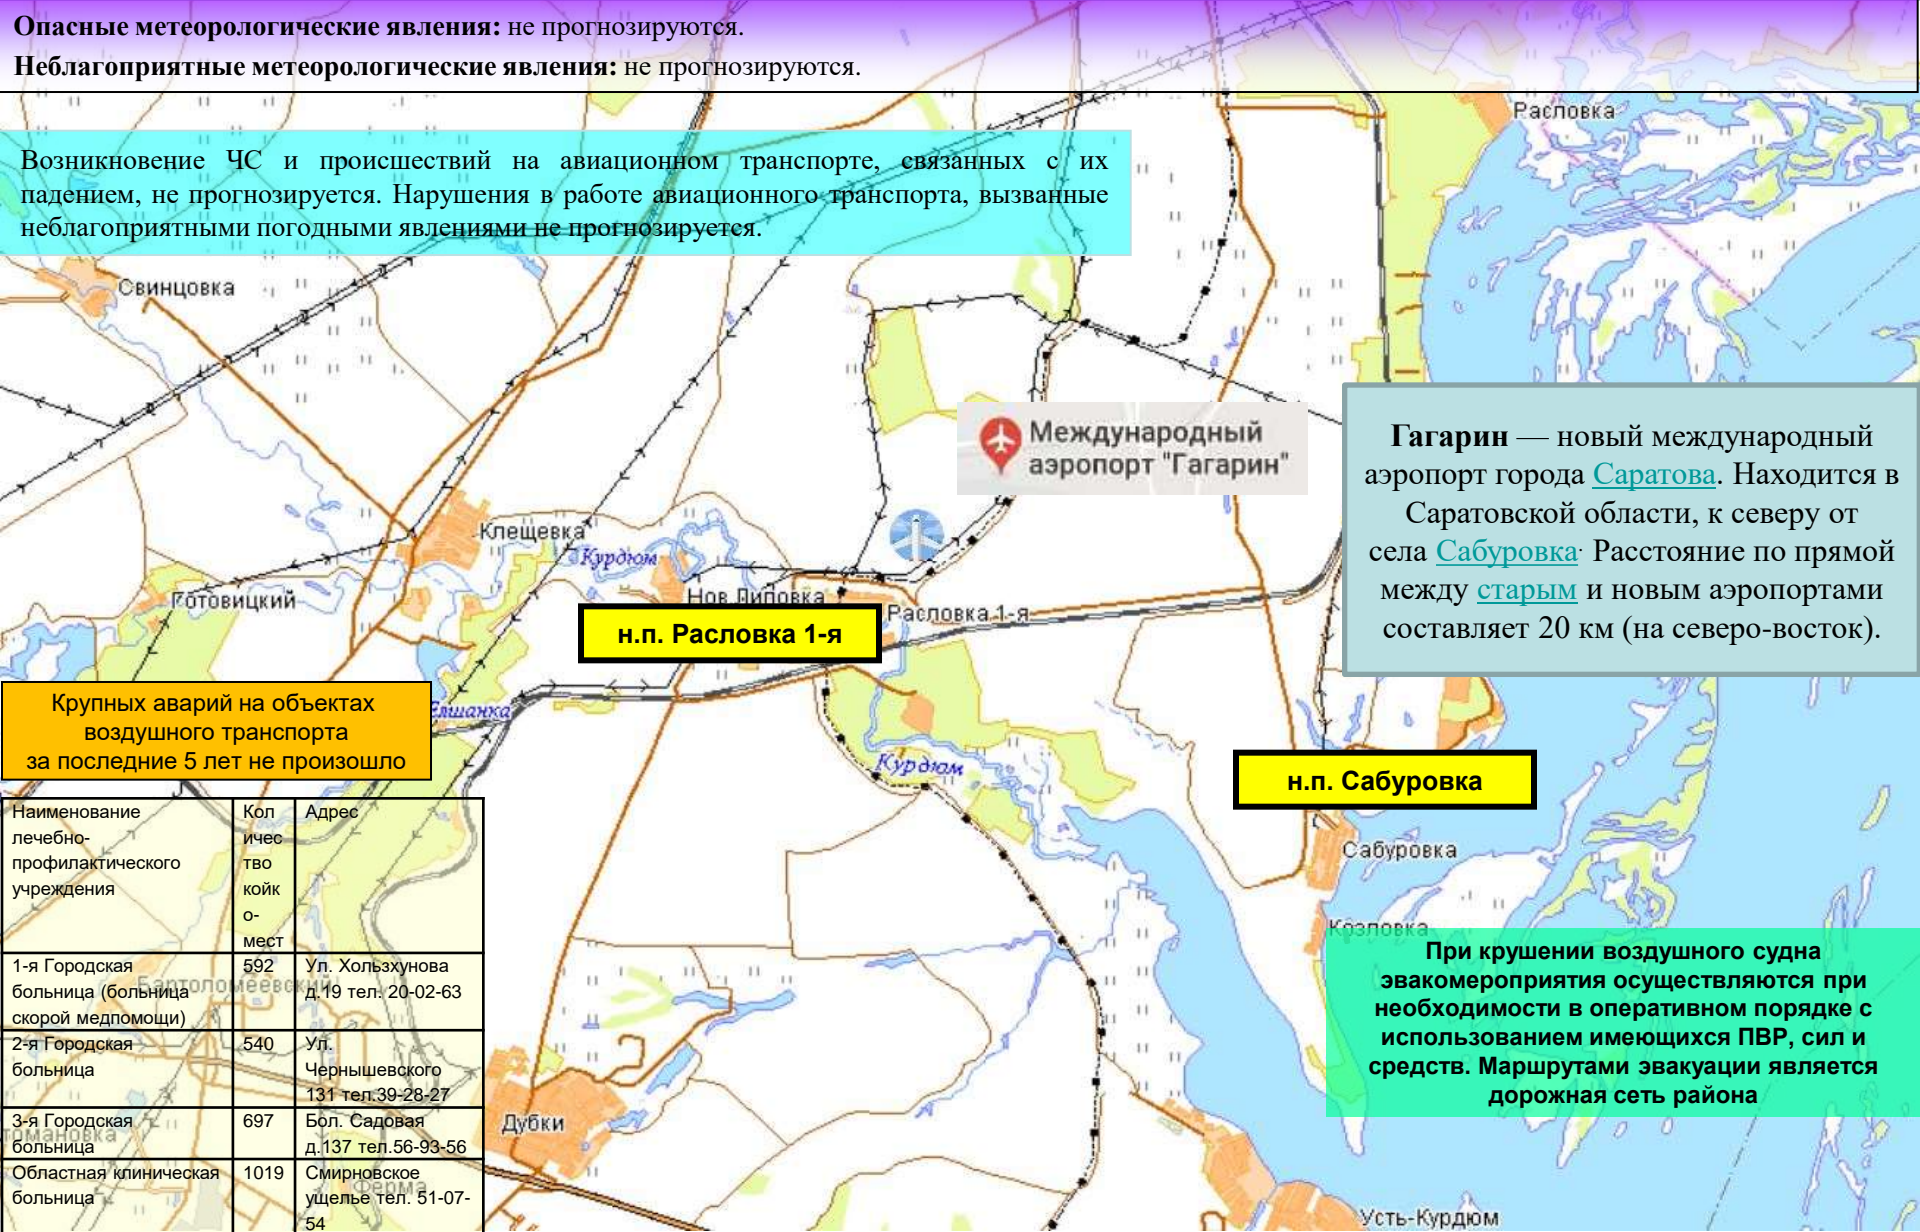 Опасные метеорологические явления: не прогнозируются.
Неблагоприятные метеорологические явления: не прогнозируются.
Расловка
Возникновение ЧС и происшествий на авиационном транспорте, связанных с их
падением, не прогнозируется. Нарушения в работе авиационного транспорта, вызванные
неблагоприятными погодными явлениями не прогнозируется.
Свинцовка
Международный
аэропорт "Гагарин"
Гагарин — новый международный
аэропорт города Саратова. Находится в
Саратовской области, к северу от
села Сабуровка. Расстояние по прямой
между старым и новым аэропортами
составляет 20 км (на северо-восток).
Клещевка
Курдюм
Готовицкий
Нов.Липовка
Расловка 1-я
н.п. Расловка 1-я
Елшанка
Крупных аварий на объектах
воздушного транспорта
за последние 5 лет не произошло
Курдюм
н.п. Сабуровка
Сабуровка
Козловка
Наименование
лечебно-
профилактического
учреждения
Кол
ичес
тво
койк
о-
мест
Адрес
1-я Городская
больница (больница
скорой медпомощи)
592
Ул. Хользхунова
д.19 тел. 20-02-63
Бартоломеевский
2-я Городская
больница
540
Ул.
Чернышевского
131 тел.39-28-27
3-я Городская
больница
697
Бол. Садовая
д.137 тел.56-93-56
Областная клиническая
больница
1019
Смирновское
ущелье тел. 51-07-
54
Ферма
Дубки
При крушении воздушного судна
эвакомероприятия осуществляются при
необходимости в оперативном порядке с
использованием имеющихся ПВР, сил и
средств. Маршрутами эвакуации является
дорожная сеть района
Усть-Курдюм